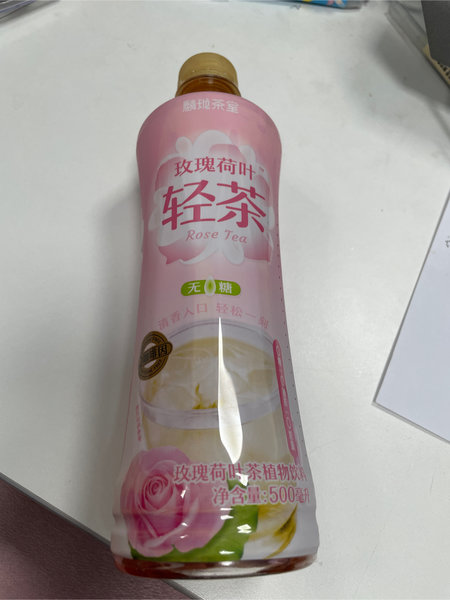 麟珑茶室
玫瑰荷叶
轻茶
Rose Tea
无糖
清香入口 轻松一刻
玫瑰荷叶茶植物饮料
净含量:500毫升